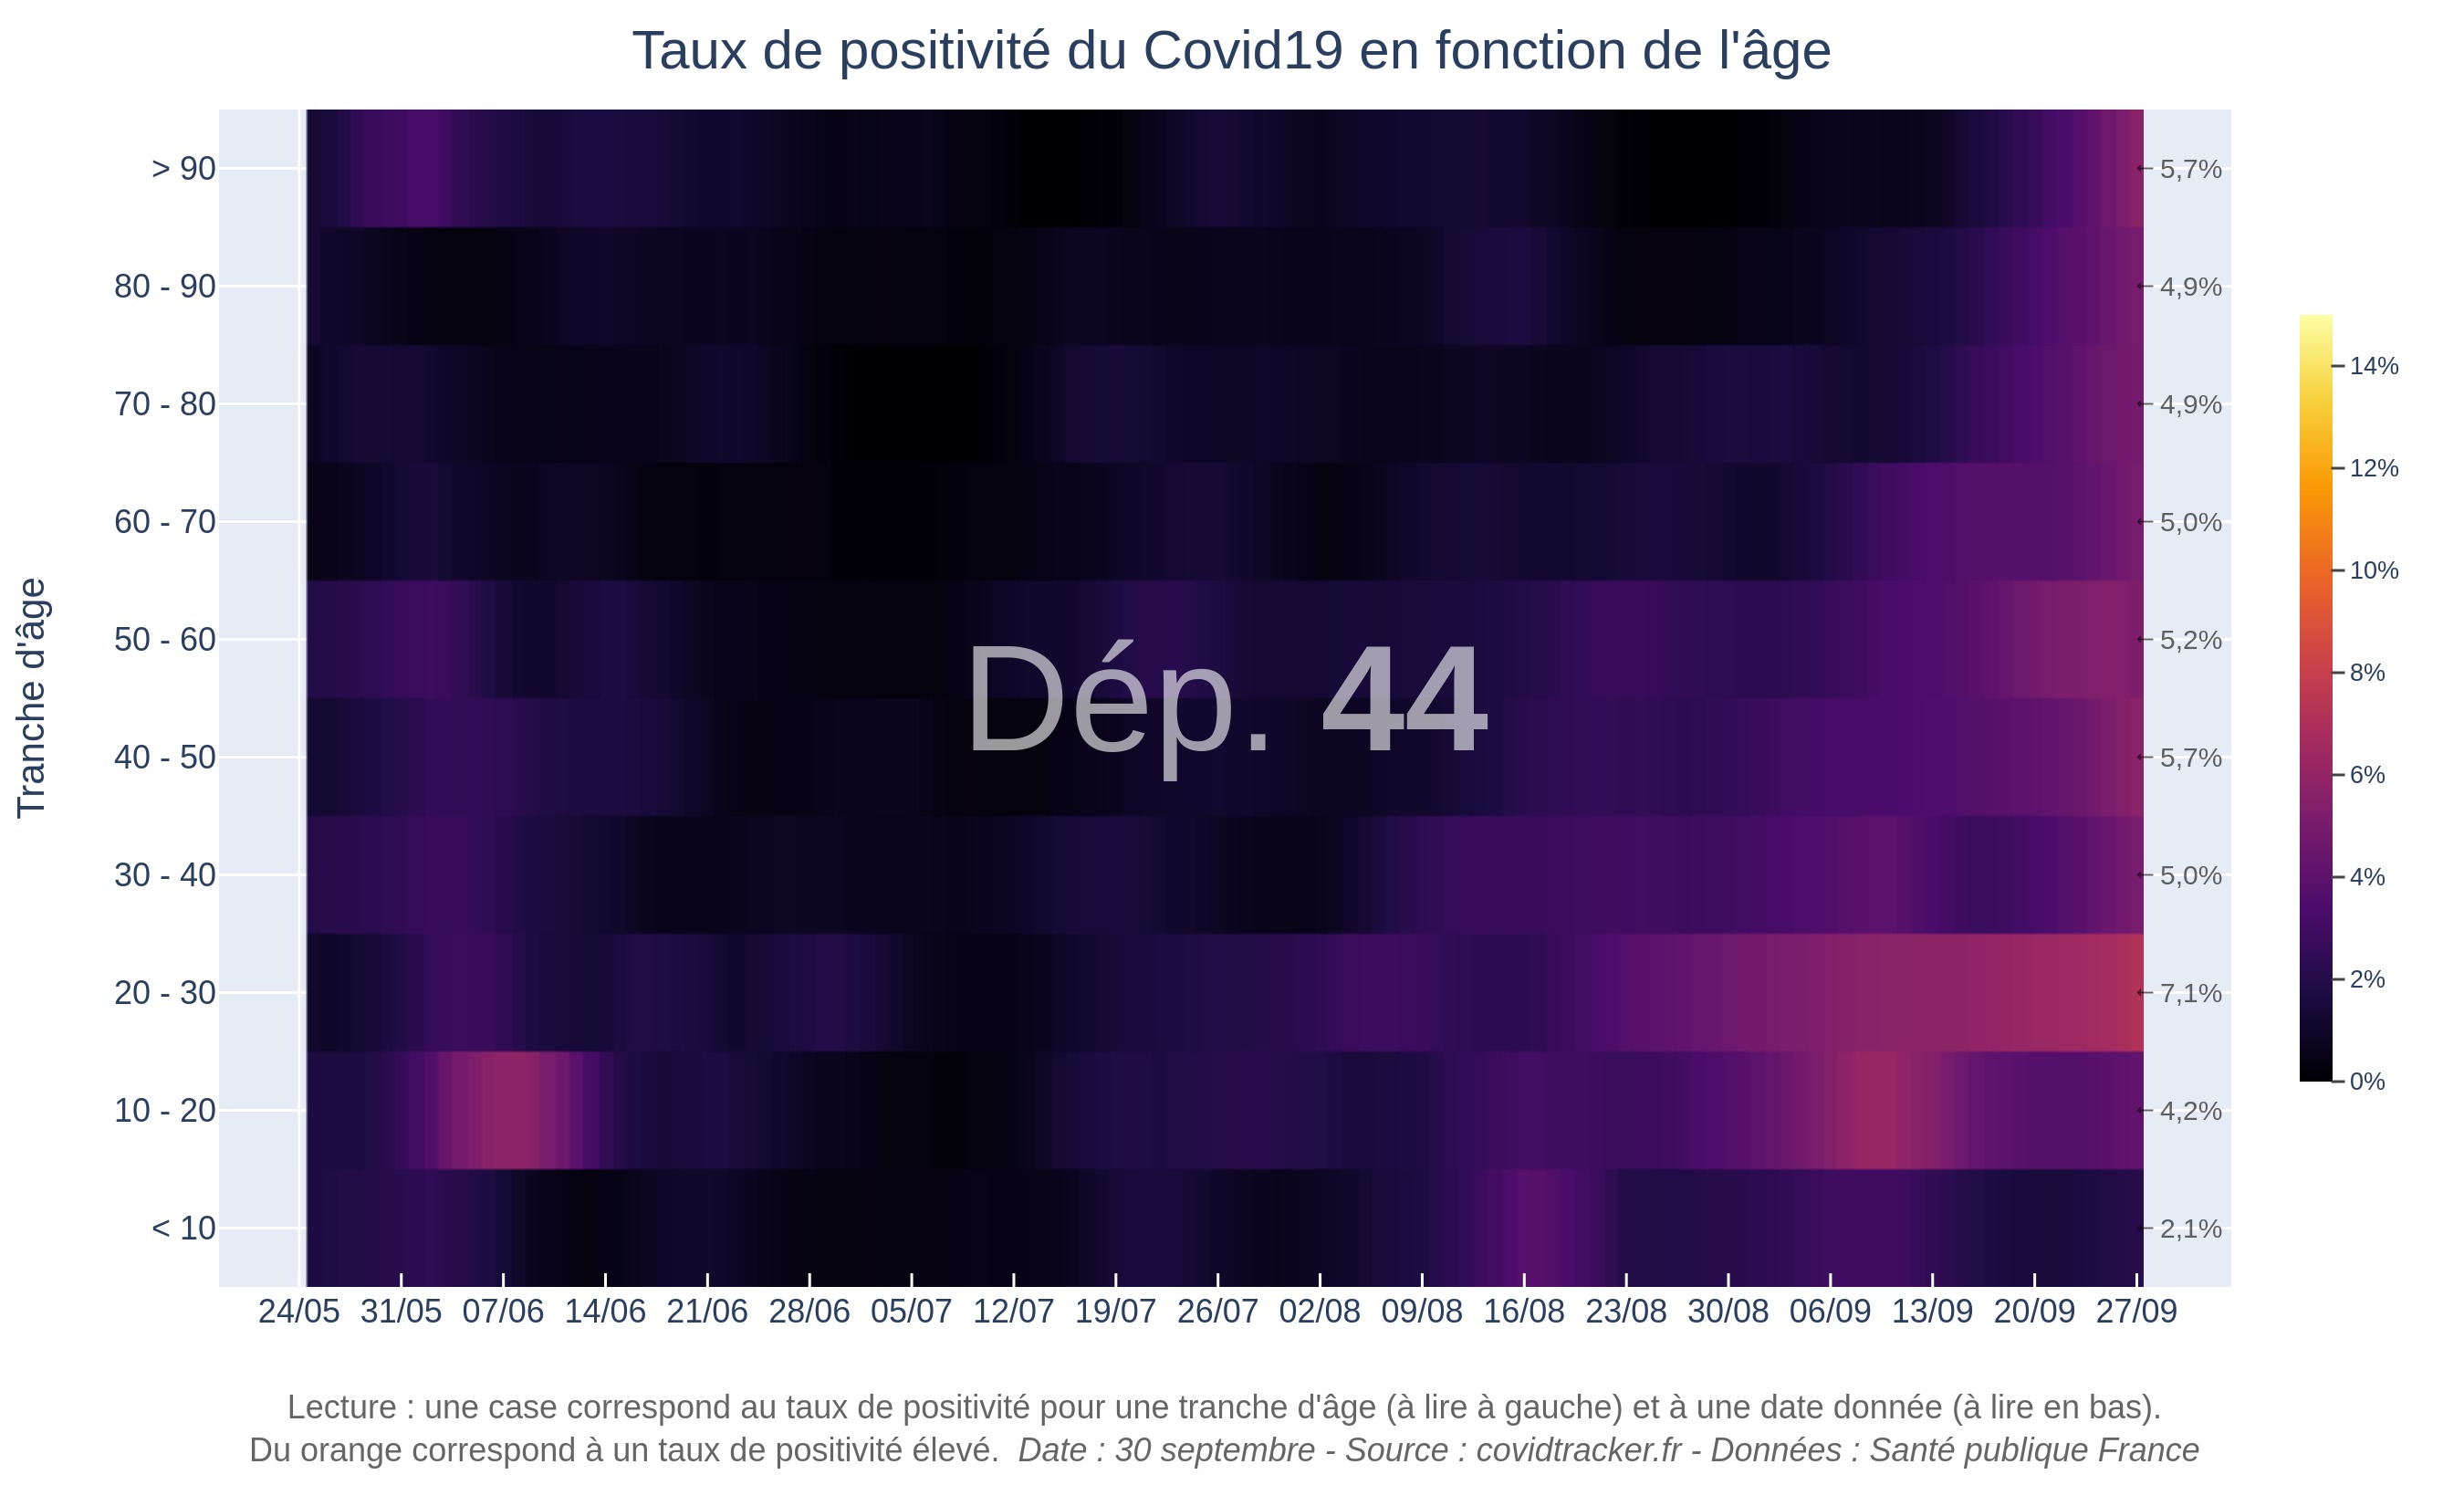 Taux de positivité du Covid19 en fonction de l'âge
Tranche d'âge
> 90
80 - 90
70 - 80
60 - 70
50 - 60
40 - 50
30 - 40
20 - 30
10 - 20
< 10
Dép. 44
5,7%
4,9%
4,9%
5,0%
5,2%
5,7%
5,0%
7,1%
4,2%
2,1%
14%
12%
10%
8%
6%
4%
2%
0%
24/05 31/05 07/06 14/06 21/06 28/06 05/07 12/07 19/07 26/07 02/08 09/08 16/08 23/08 30/08 06/09 13/09 20/09 27/09
Lecture : une case correspond au taux de positivité pour une tranche d'âge (à lire à gauche) et à une date donnée (à lire en bas).
Du orange correspond à un taux de positivité élevé. Date : 30 septembre - Source : covidtracker.fr - Données : Santé publique France